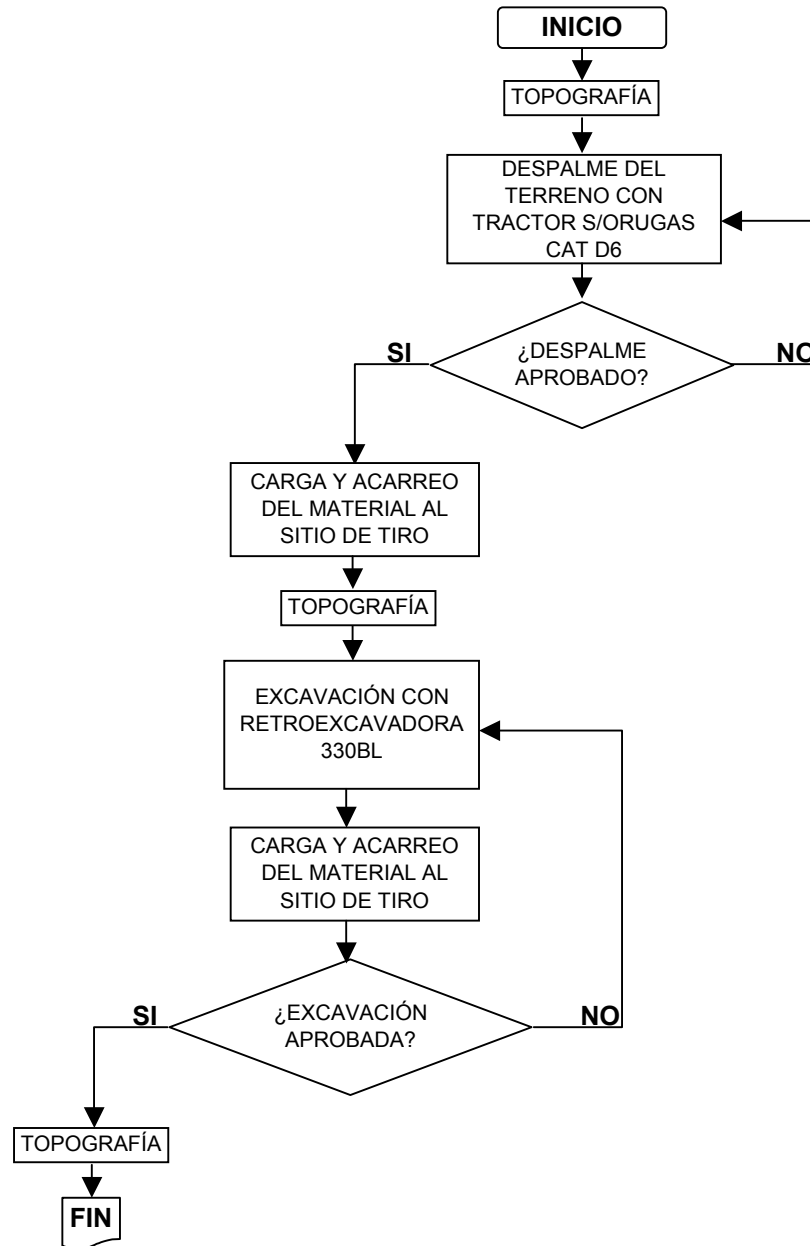 INICIO
TOPOGRAFÍA
DESPALME DEL
TERRENO CON
TRACTOR S/ORUGAS
CAT D6
¿DESPALME
APROBADO?
SI
NO
CARGA Y ACARREO
DEL MATERIAL AL
SITIO DE TIRO
TOPOGRAFÍA
EXCAVACIÓN CON
RETROEXCAVADORA
330BL
CARGA Y ACARREO
DEL MATERIAL AL
SITIO DE TIRO
¿EXCAVACIÓN
APROBADA?
SI
NO
TOPOGRAFÍA
FIN